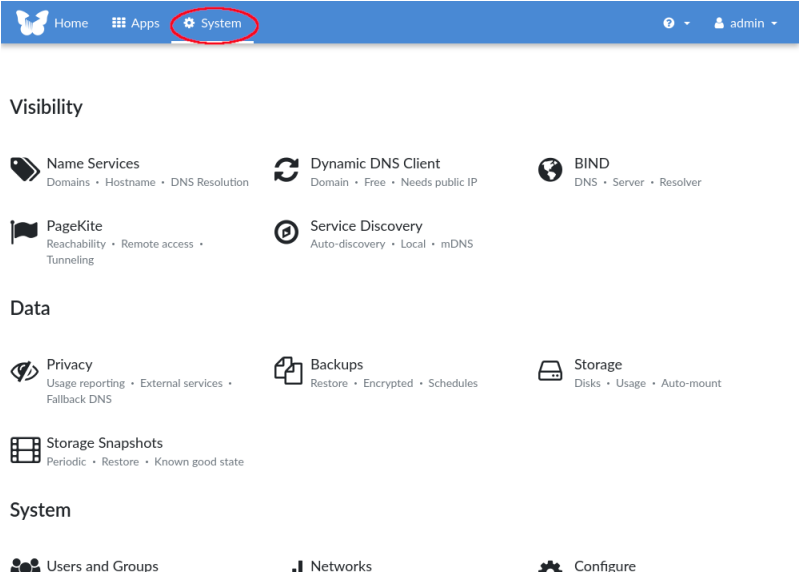 Home Apps System admin
Visibility
Name Services
Domains • Hostname • DNS Resolution
Dynamic DNS Client
Domain • Free • Needs public IP
BIND
DNS • Server • Resolver
PageKite
Reachability • Remote access •
Tunneling
Service Discovery
Auto-discovery • Local • mDNS
Data
Privacy
Usage reporting • External services •
Fallback DNS
Backups
Restore • Encrypted • Schedules
Storage
Disks • Usage • Auto-mount
Storage Snapshots
Periodic • Restore • Known good state
System
Users and Groups
Networks
Configure